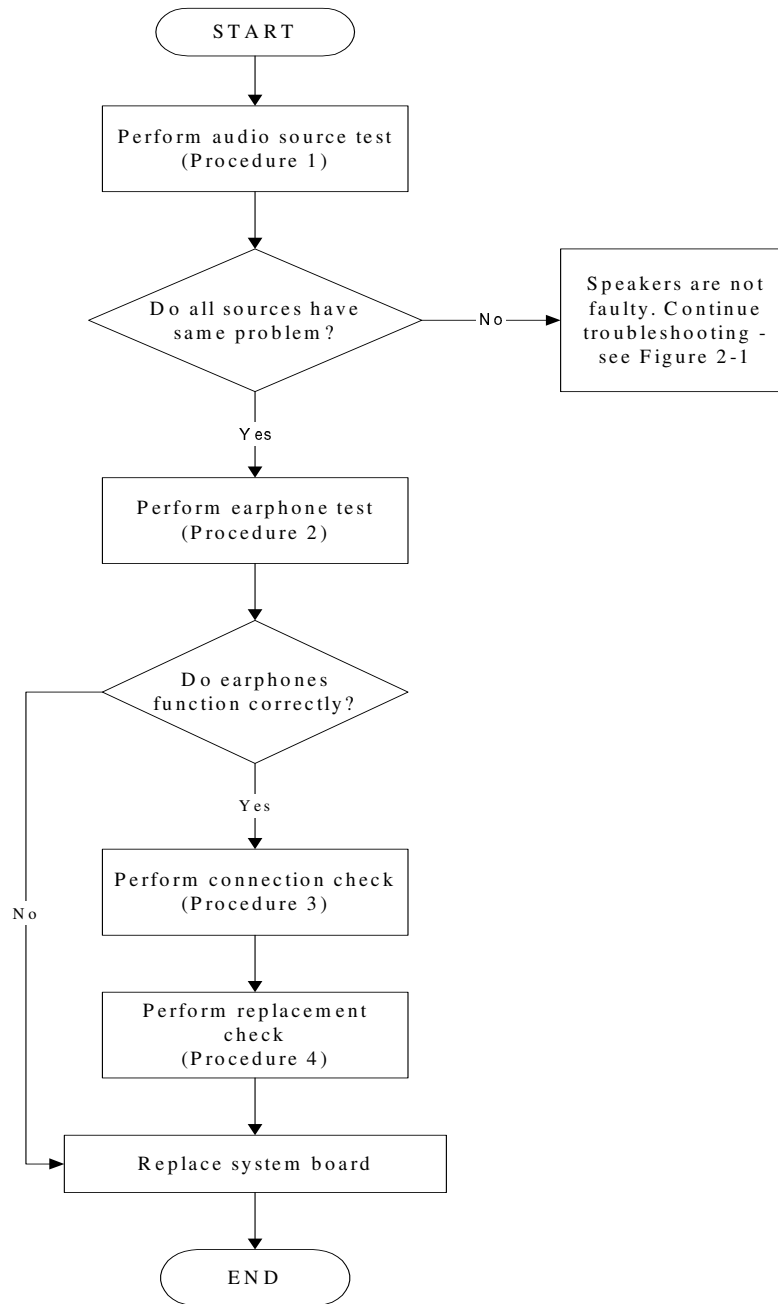 START
Perform audio source test
(Procedure 1)
Do all sources have
same problem?
No
Speakers are not
faulty. Continue
troubleshooting -
see Figure 2-1
Yes
Perform earphone test
(Procedure 2)
Do earphones
function correctly?
Yes
Perform connection check
(Procedure 3)
No
Perform replacement
check
(Procedure 4)
Replace system board
END